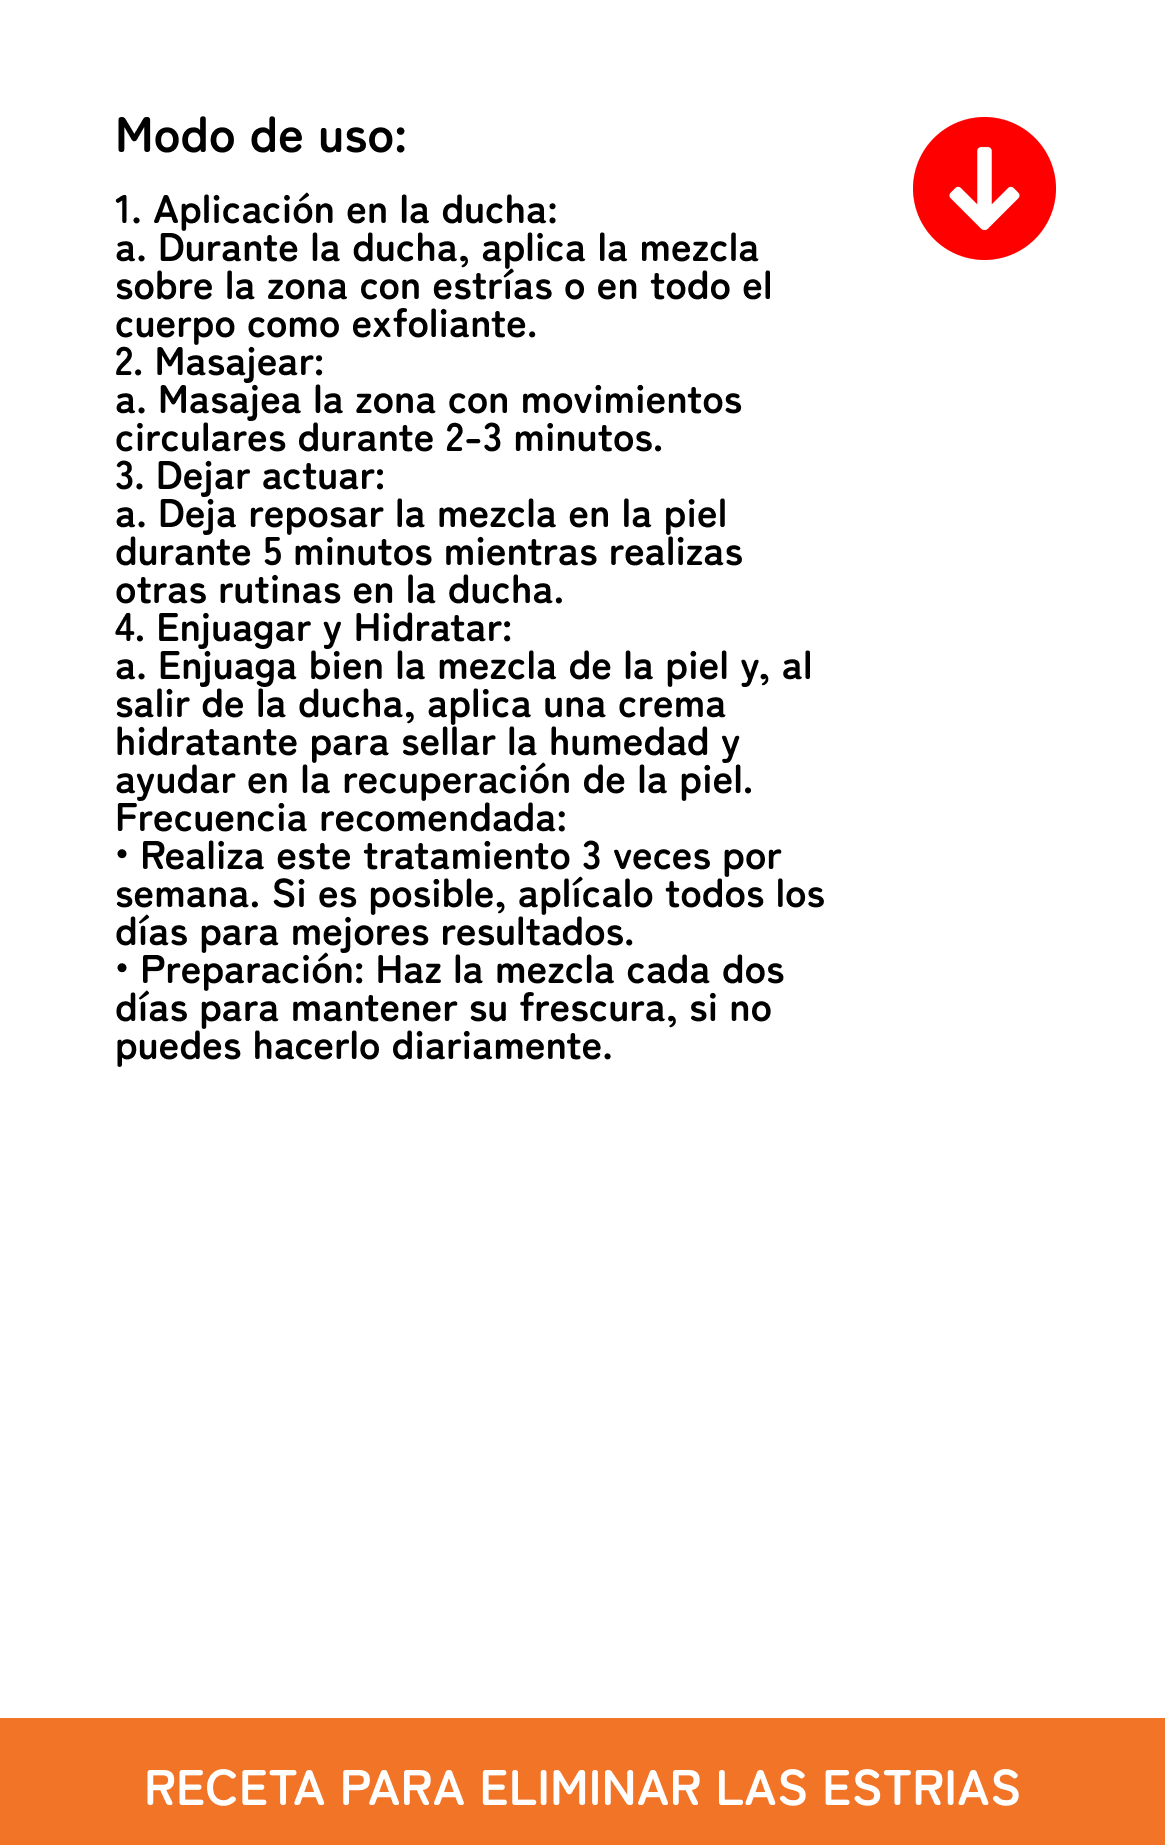 Modo de uso:
1. Aplicación en la ducha:
a. Durante la ducha, aplica la mezcla
sobre la zona con estrías o en todo el
cuerpo como exfoliante.
2. Masajear:
a. Masajea la zona con movimientos
circulares durante 2-3 minutos.
3. Dejar actuar:
a. Deja reposar la mezcla en la piel
durante 5 minutos mientras realizas
otras rutinas en la ducha.
4. Enjuagar y Hidratar:
a. Enjuaga bien la mezcla de la piel y, al
salir de la ducha, aplica una crema
hidratante para sellar la humedad y
ayudar en la recuperación de la piel.
Frecuencia recomendada:
• Realiza este tratamiento 3 veces por
semana. Si es posible, aplícalo todos los
días para mejores resultados.
• Preparación: Haz la mezcla cada dos
días para mantener su frescura, si no
puedes hacerlo diariamente.
RECETA PARA ELIMINAR LAS ESTRIAS